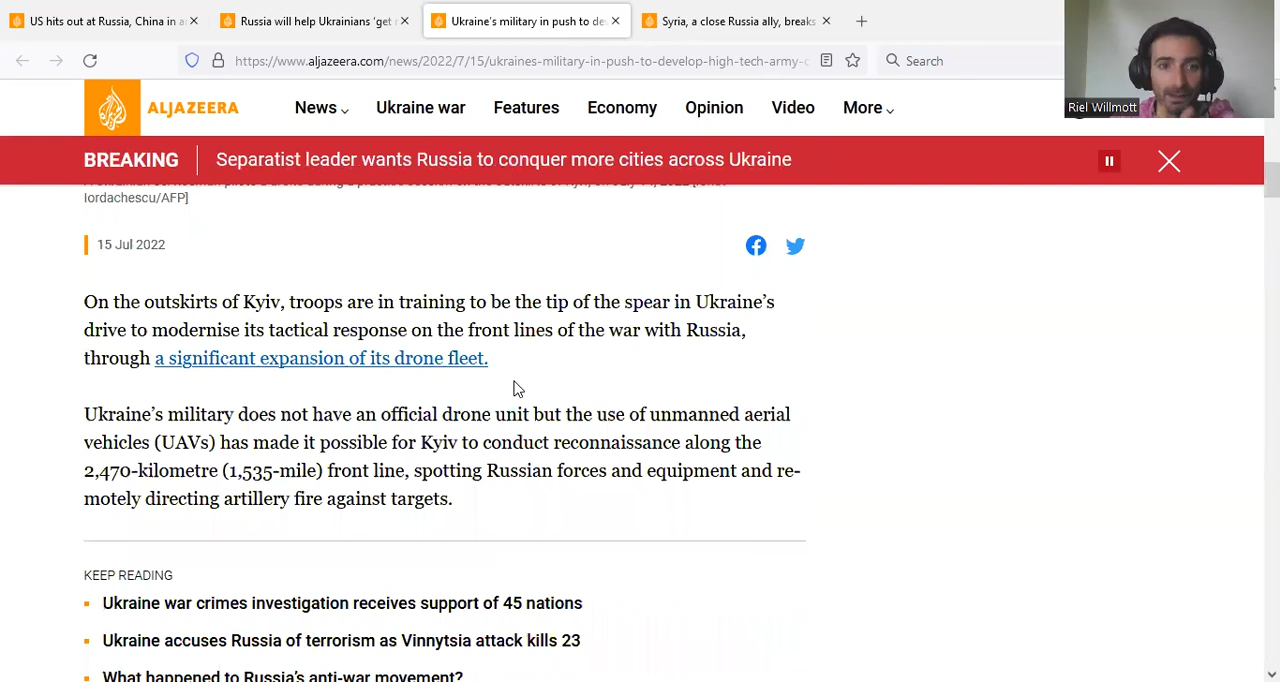 US hits out at Russia, China in a
Russia will help Ukrainians 'get r
Ukraine's military in push to de
Syria, a close Russia ally, breaks
https://www.aljazeera.com/news/2022/7/15/ukrines-military-in-push-to-develop-high-tech-army-c
Search
Riel Willmott
ALJAZEERA
News
Ukraine war
Features
Economy
Opinion
Video
More
BREAKING
Separatist leader wants Russia to conquer more cities across Ukraine
Iordachescu/AFP]
15 Jul 2022
On the outskirts of Kyiv, troops are in training to be the tip of the spear in Ukraine's
drive to modernise its tactical response on the front lines of the war with Russia,
through a significant expansion of its drone fleet.
Ukraine's military does not have an official drone unit but the use of unmanned aerial
vehicles (UAVs) has made it possible for Kyiv to conduct reconnaissance along the
2,470-kilometre (1,535-mile) front line, spotting Russian forces and equipment and re-
motely directing artillery fire against targets.
KEEP READING
Ukraine war crimes investigation receives support of 45 nations
Ukraine accuses Russia of terrorism as Vinnytsia attack kills 23
What happened to Russia's anti-war movement?